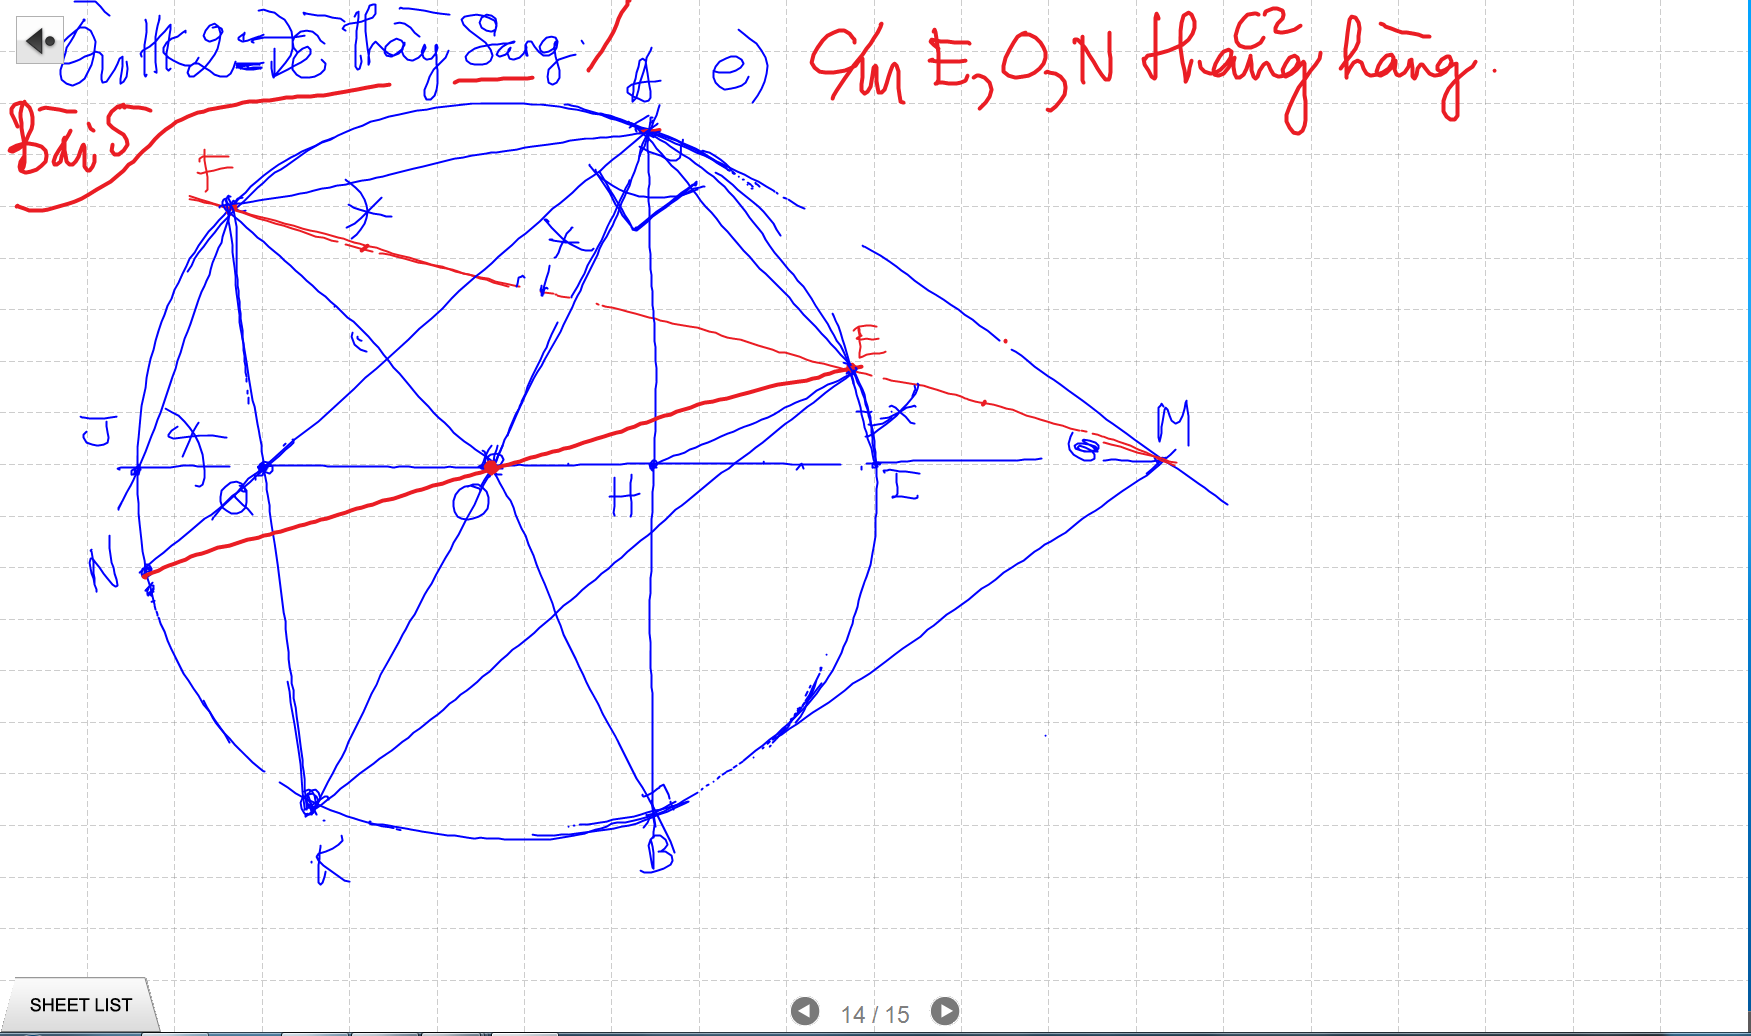 Ôn HK2 - Đề Thầy Sang.
e) C/m E, O, N thẳng hàng.
C2
Bài 5
A
F
E
J
M
Q
O
H
I
N
K
B
SHEET LIST
14 / 15